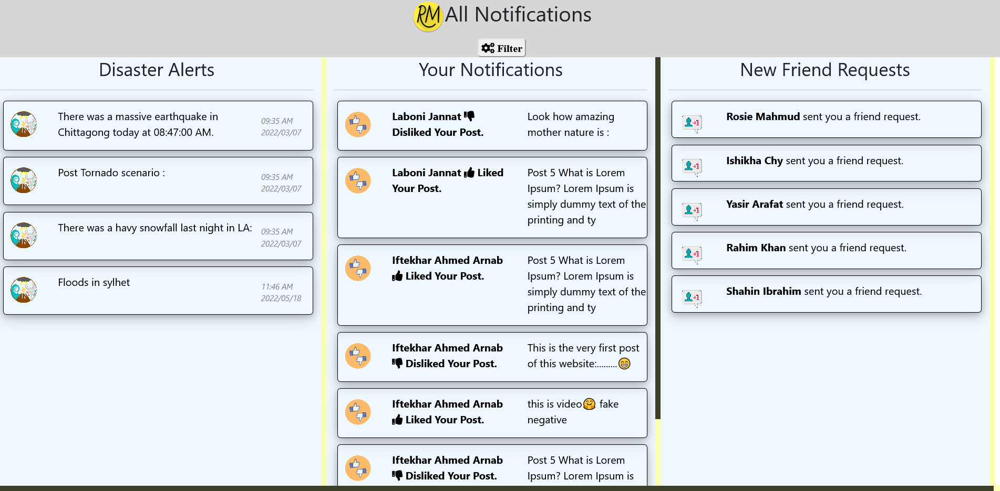 RM All Notifications
Filter
Disaster Alerts
There was a massive earthquake in
Chittagong today at 08:47:00 AM.
09:35 AM
2022/03/07
Post Tornado scenario :
09:35 AM
2022/03/07
There was a havy snowfall last night in LA:
09:35 AM
2022/03/07
Floods in sylhet
11:46 AM
2022/05/18
Your Notifications
Laboni Jannat 👎
Disliked Your Post.
Look how amazing
mother nature is :
Laboni Jannat 👍 Liked
Your Post.
Post 5 What is Lorem
Ipsum? Lorem Ipsum is
simply dummy text of the
printing and ty
Iftekhar Ahmed Arnab
👍 Liked Your Post.
Post 5 What is Lorem
Ipsum? Lorem Ipsum is
simply dummy text of the
printing and ty
Iftekhar Ahmed Arnab
👎 Disliked Your Post.
This is the very first post
of this website:.........😁
Iftekhar Ahmed Arnab
👍 Liked Your Post.
this is video🤗 fake
negative
Iftekhar Ahmed Arnab
👎 Disliked Your Post.
Post 5 What is Lorem
Ipsum? Lorem Ipsum is
New Friend Requests
+1
Rosie Mahmud sent you a friend request.
+1
Ishikha Chy sent you a friend request.
+1
Yasir Arafat sent you a friend request.
+1
Rahim Khan sent you a friend request.
+1
Shahin Ibrahim sent you a friend request.